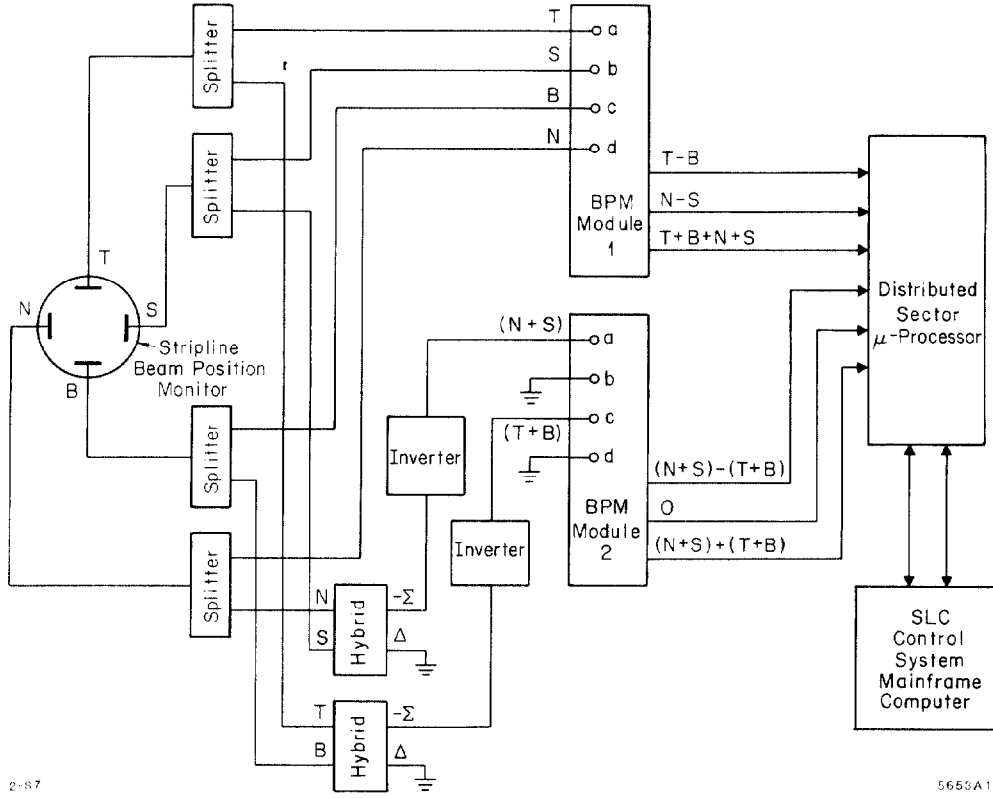 Splitter
T
a
S
b
B
c
N
d
Splitter
T-B
N-S
T+B+N+S
BPM
Module
1
Distributed
Sector
μ-Processor
T
N
S
B
Stripline
Beam Position
Monitor
(N+S)
a
b
(T+B)
c
d
Inverter
Splitter
(N+S)-(T+B)
O
(N+S)+(T+B)
BPM
Module
2
Inverter
Splitter
N
S
Hybrid
-Σ
Δ
T
B
Hybrid
-Σ
Δ
SLC
Control
System
Mainframe
Computer
2-87
5653A1